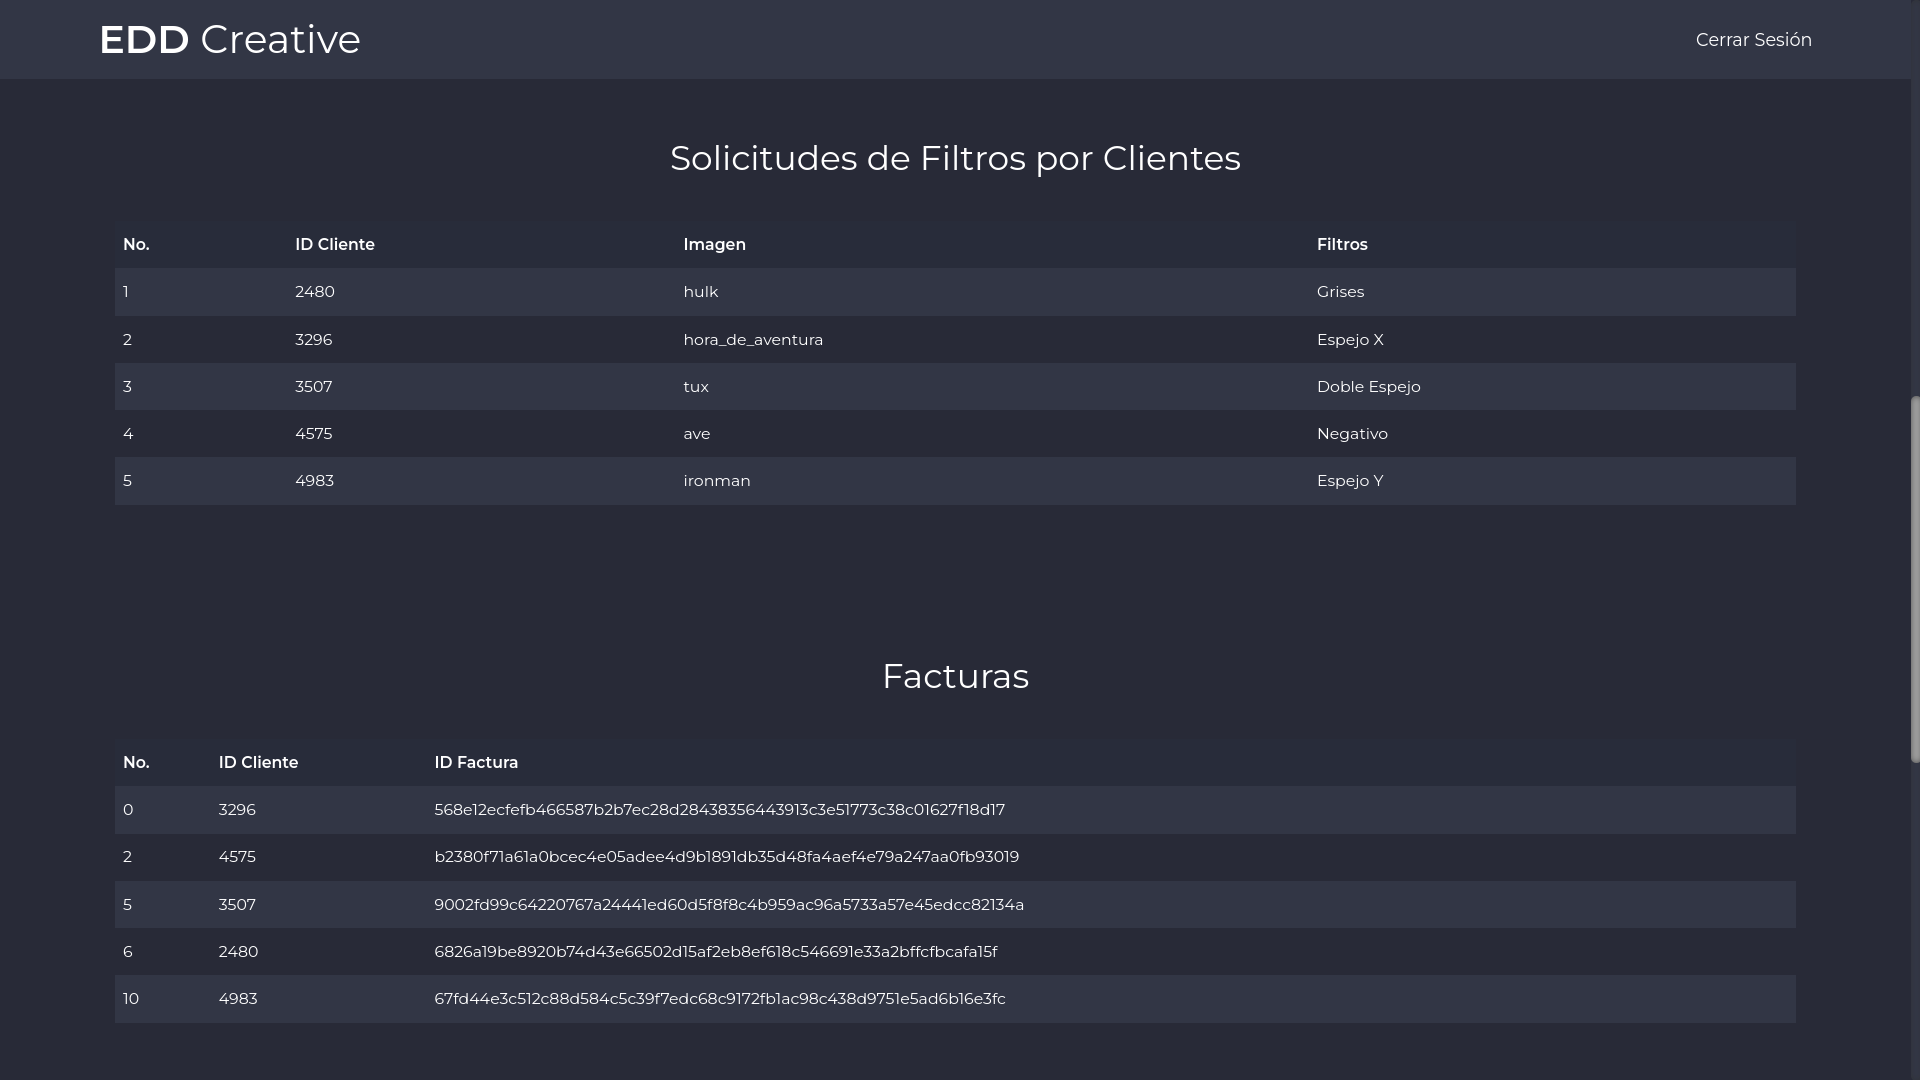 EDD Creative
Cerrar Sesión
Solicitudes de Filtros por Clientes
No. ID Cliente Imagen Filtros
1 2480 hulk Grises
2 3296 hora_de_aventura Espejo X
3 3507 tux Doble Espejo
4 4575 ave Negativo
5 4983 ironman Espejo Y
Facturas
No. ID Cliente ID Factura
0 3296 568e12ecfefb466587b2b7ec28d28438356443913c3e51773c38c01627f18d17
2 4575 b2380f71a61a0bcec4e05adee4d9b1891db35d48fa4aef4e79a247aa0fb93019
5 3507 9002fd99c64220767a24441ed60d5f8f8c4b959ac96a5733a57e45edcc82134a
6 2480 6826a19be8920b74d43e66502d15af2eb8ef618c546691e33a2bffcfbcafa15f
10 4983 67fd44e3c512c88d584c5c39f7edc68c9172fb1ac98c438d9751e5ad6b16e3fc